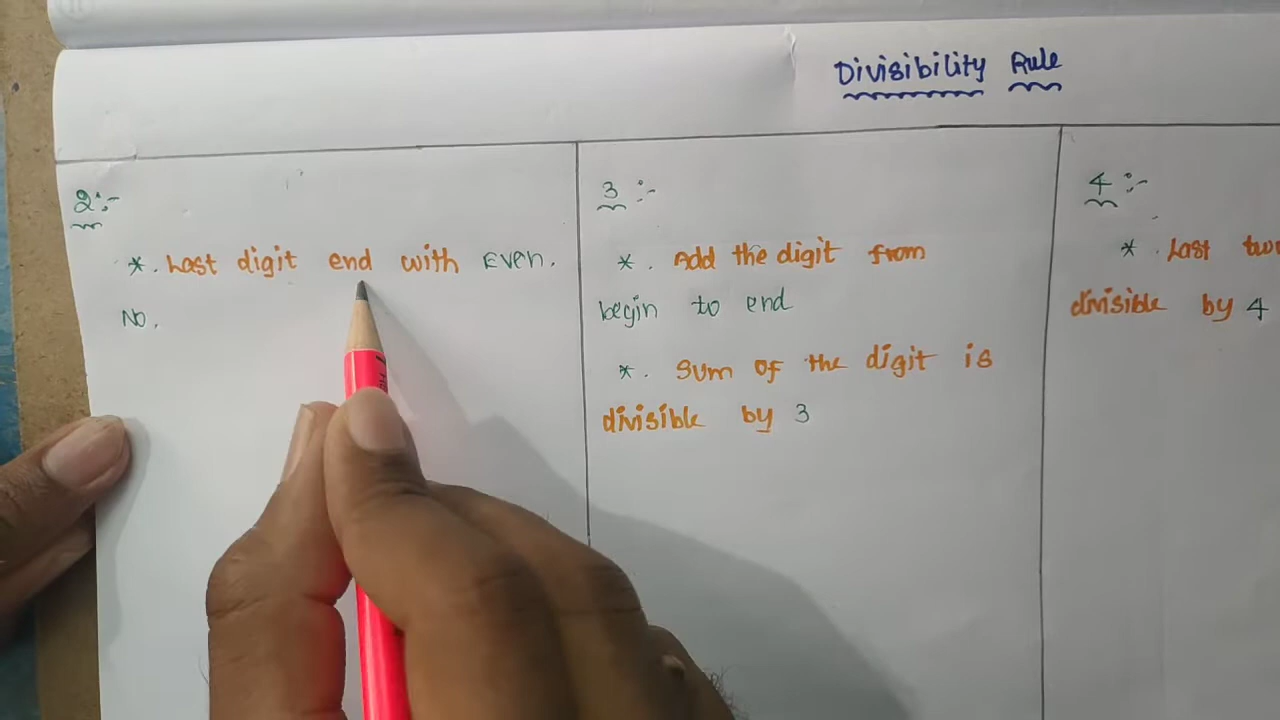 Divisibility Rule
2:-
*. Last digit end with Even.
No.
3:-
*. Add the digit from
begin to end
*. Sum of the digit is
divisible by 3
4:-
*. Last two
divisible by 4